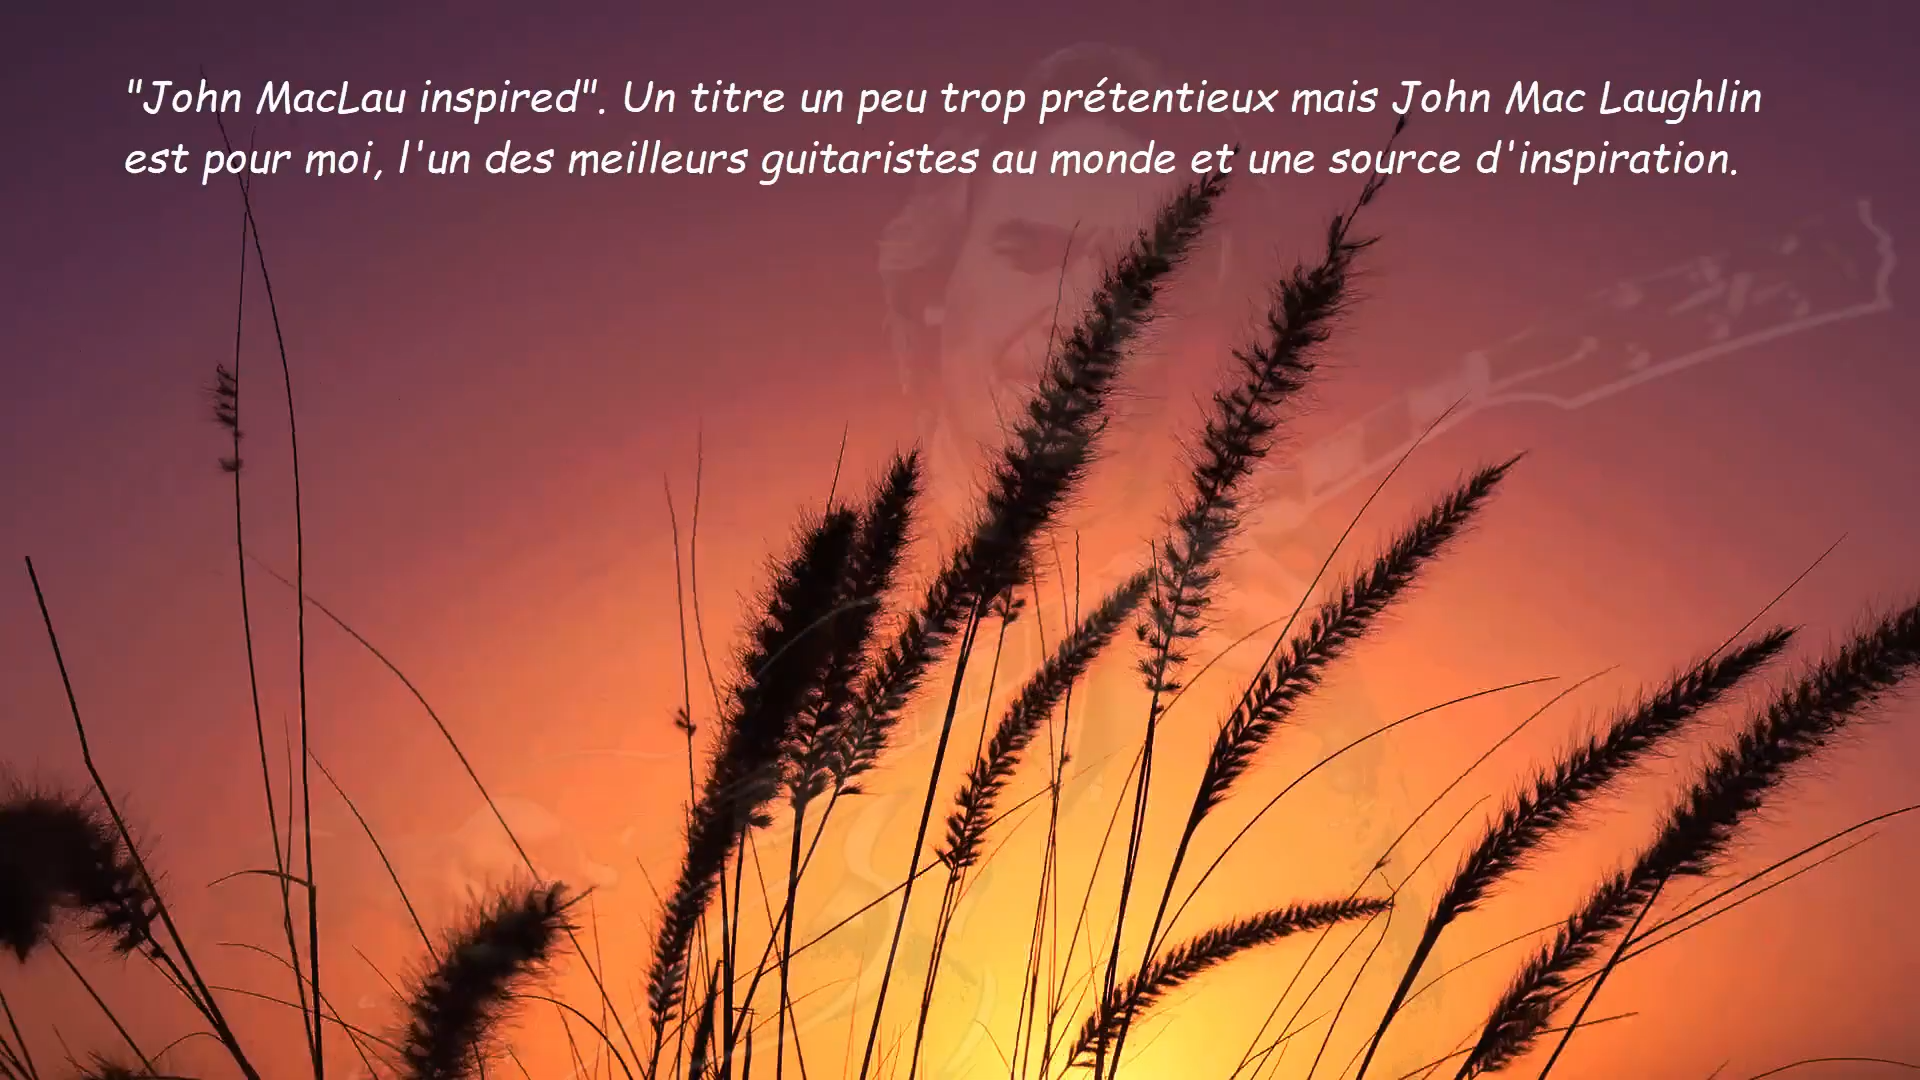 "John MacLau inspired". Un titre un peu trop prétentieux mais John Mac Laughlin
est pour moi, l'un des meilleurs guitaristes au monde et une source d'inspiration.